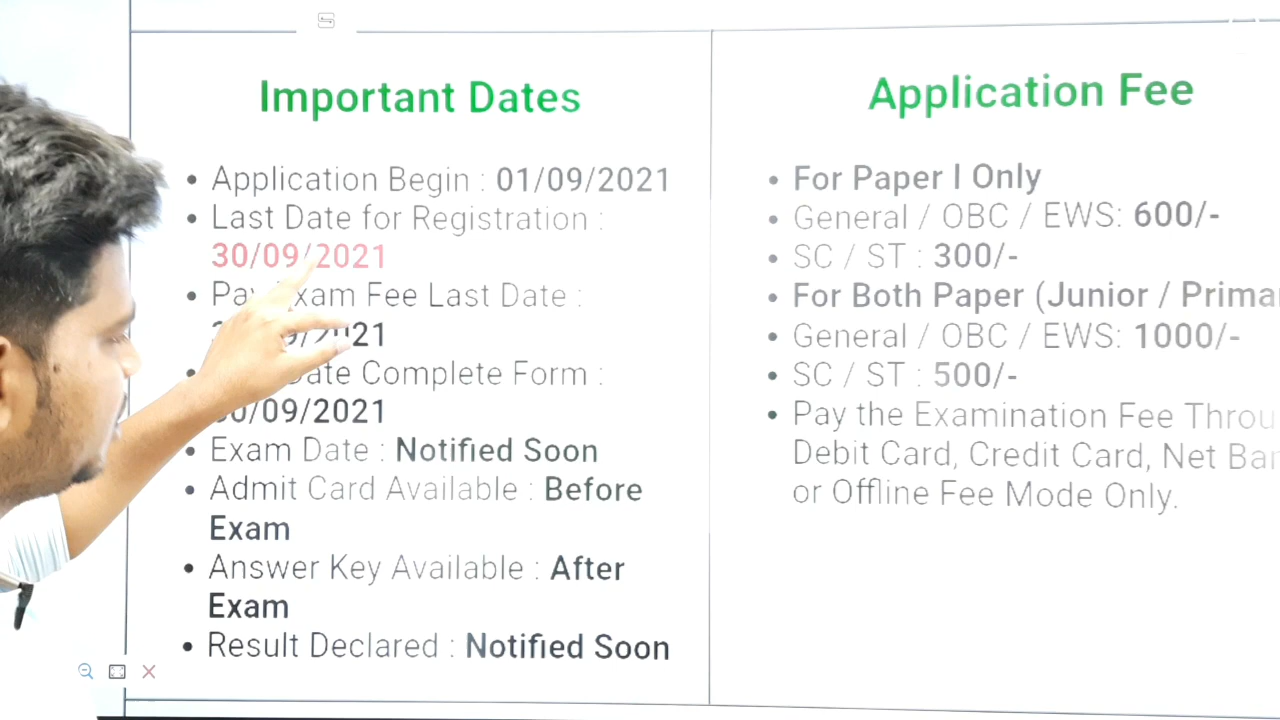 Important Dates
Application Begin : 01/09/2021
Last Date for Registration :
30/09/2021
Pay Exam Fee Last Date :
Date Complete Form :
30/09/2021
Exam Date : Notified Soon
Admit Card Available : Before
Exam
Answer Key Available : After
Exam
Result Declared : Notified Soon
Application Fee
For Paper I Only
General / OBC / EWS: 600/-
SC / ST : 300/-
For Both Paper (Junior / Prima
General / OBC / EWS: 1000/-
SC / ST : 500/-
Pay the Examination Fee Throu
Debit Card, Credit Card, Net Ban
or Offline Fee Mode Only.